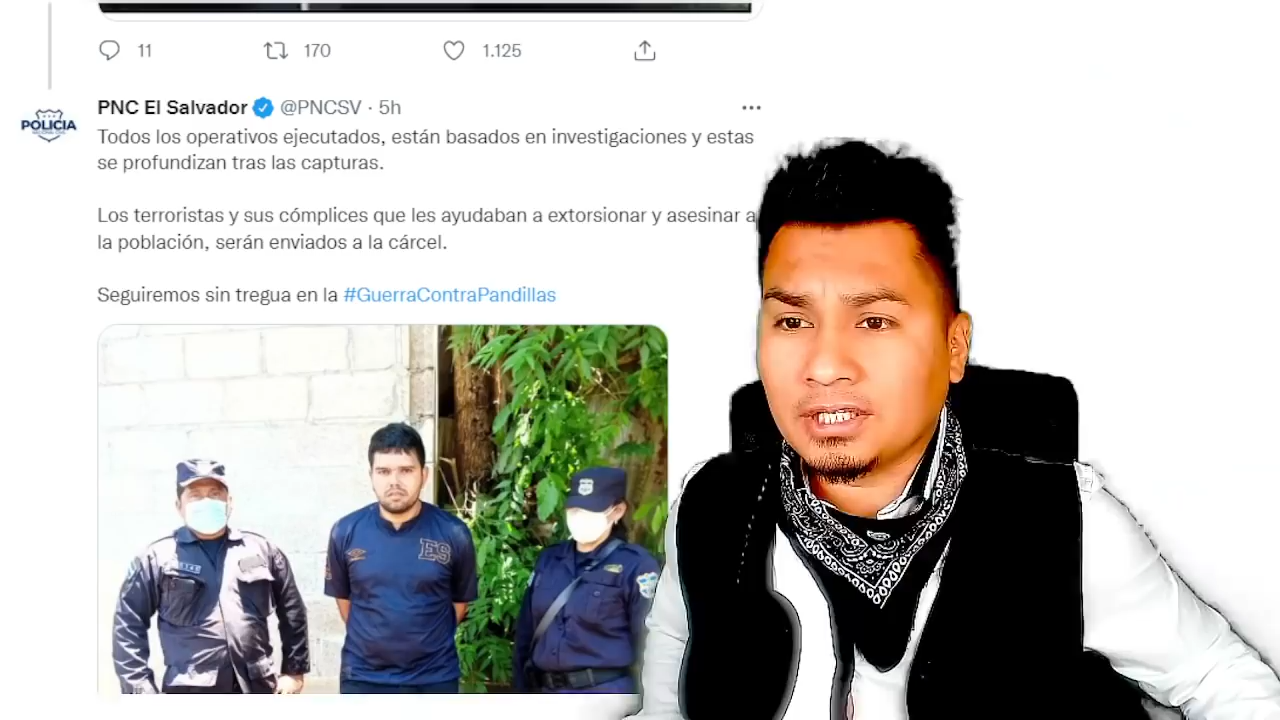 11 170 1.125
PNC El Salvador @PNCSV · 5h
POLICIA
Todos los operativos ejecutados, están basados en investigaciones y estas
se profundizan tras las capturas.
Los terroristas y sus cómplices que les ayudaban a extorsionar y asesinar a
la población, serán enviados a la cárcel.
Seguiremos sin tregua en la #GuerraContraPandillas
ES